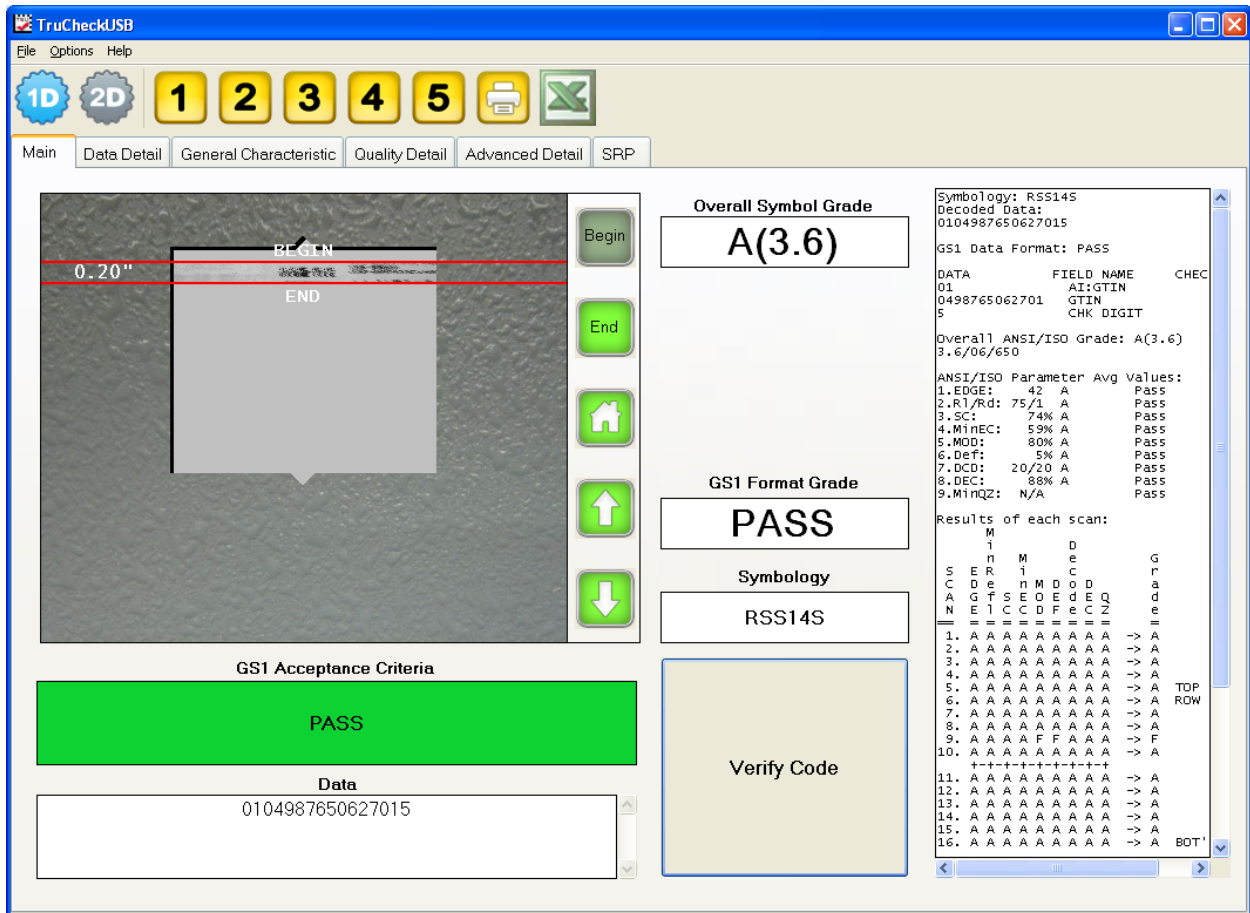 TruCheckUSB
File Options Help
1D 2D 1 2 3 4 5
Main Data Detail General Characteristic Quality Detail Advanced Detail SRP
BEGIN
0.20"
END
Begin
End
GS1 Acceptance Criteria
PASS
Data
0104987650627015
Overall Symbol Grade
A(3.6)
GS1 Format Grade
PASS
Symbology
RSS14S
Verify Code
Symbology: RSS14S
Decoded Data:
0104987650627015
GS1 Data Format: PASS
DATA FIELD NAME CHEC
01 AI:GTIN
0498765062701 GTIN
5 CHK DIGIT
Overall ANSI/ISO Grade: A(3.6)
3.6/06/650
ANSI/ISO Parameter Avg Values:
1.EDGE: 42 A Pass
2.Rl/Rd: 75/1 A Pass
3.SC: 74% A Pass
4.MinEC: 59% A Pass
5.MOD: 80% A Pass
6.Def: 5% A Pass
7.DCD: 20/20 A Pass
8.DEC: 88% A Pass
9.MinQZ: N/A Pass
Results of each scan:
M
i D
n M e G
S E R i c r
C D e n M D o D a
A G f S E O E d E Q d
N E l C C D F e C Z e
== = = = = = = = = = =
1. A A A A A A A A A -> A
2. A A A A A A A A A -> A
3. A A A A A A A A A -> A
4. A A A A A A A A A -> A
5. A A A A A A A A A -> A TOP
6. A A A A A A A A A -> A ROW
7. A A A A A A A A A -> A
8. A A A A A A A A A -> A
9. A A A A F F A A A -> F
10. A A A A A A A A A -> A
+-+-+-+-+-+-+-+-+
11. A A A A A A A A A -> A
12. A A A A A A A A A -> A
13. A A A A A A A A A -> A
14. A A A A A A A A A -> A
15. A A A A A A A A A -> A
16. A A A A A A A A A -> A BOT'